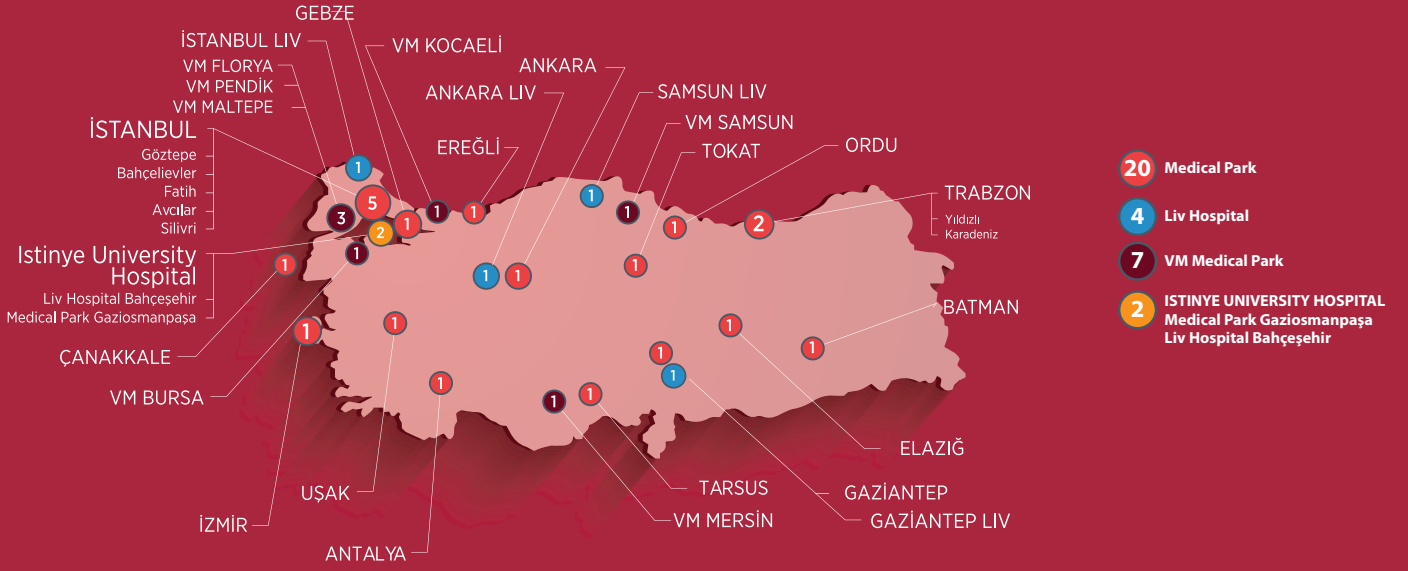 GEBZE
İSTANBUL LIV
VM KOCAELİ
VM FLORYA
VM PENDİK
VM MALTEPE
ANKARA
ANKARA LIV
SAMSUN LIV
VM SAMSUN
İSTANBUL
Göztepe
Bahçelievler
Fatih
Avcılar
Silivri
EREĞLİ
TOKAT
ORDU
TRABZON
Yıldızlı
Karadeniz
Istinye University
Hospital
Liv Hospital Bahçeşehir
Medical Park Gaziosmanpaşa
ÇANAKKALE
VM BURSA
BATMAN
ELAZIĞ
UŞAK
TARSUS
GAZİANTEP
İZMİR
VM MERSİN
GAZİANTEP LIV
ANTALYA
1
5
3
1
1
1
2
1
1
1
1
1
2
1
1
1
1
1
1
1
1
1
1
1
1
1
1
20 Medical Park
4 Liv Hospital
7 VM Medical Park
2 ISTINYE UNIVERSITY HOSPITAL
Medical Park Gaziosmanpaşa
Liv Hospital Bahçeşehir